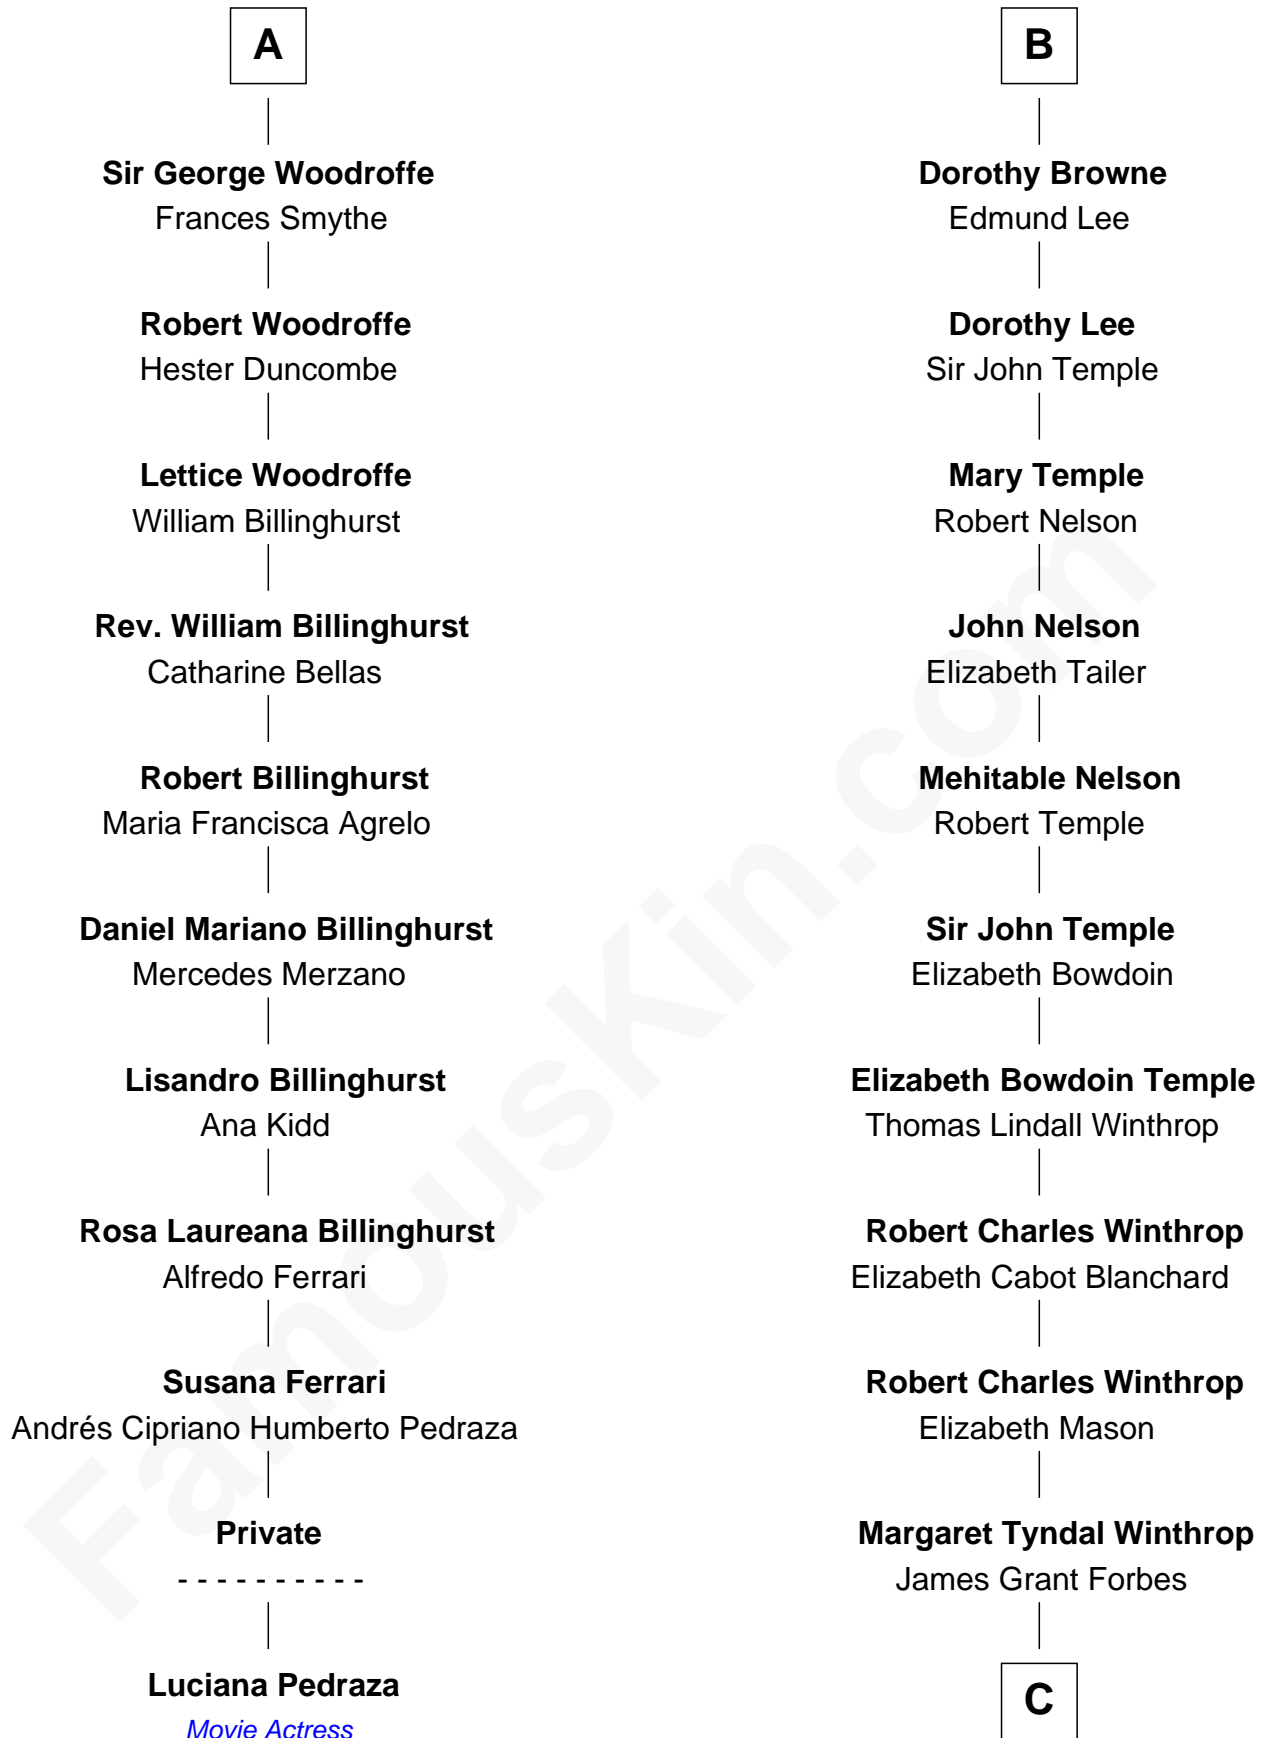 A
Sir George Woodroffe
Frances Smythe
Robert Woodroffe
Hester Duncombe
Lettice Woodroffe
William Billinghurst
Rev. William Billinghurst
Catharine Bellas
Robert Billinghurst
Maria Francisca Agrelo
Daniel Mariano Billinghurst
Mercedes Merzano
Lisandro Billinghurst
Ana Kidd
Rosa Laureana Billinghurst
Alfredo Ferrari
Susana Ferrari
Andrés Cipriano Humberto Pedraza
Private
- - - - - - - - - -
Luciana Pedraza
Movie Actress
B
Dorothy Browne
Edmund Lee
Dorothy Lee
Sir John Temple
Mary Temple
Robert Nelson
John Nelson
Elizabeth Tailer
Mehitable Nelson
Robert Temple
Sir John Temple
Elizabeth Bowdoin
Elizabeth Bowdoin Temple
Thomas Lindall Winthrop
Robert Charles Winthrop
Elizabeth Cabot Blanchard
Robert Charles Winthrop
Elizabeth Mason
Margaret Tyndal Winthrop
James Grant Forbes
C
FamousKin.com